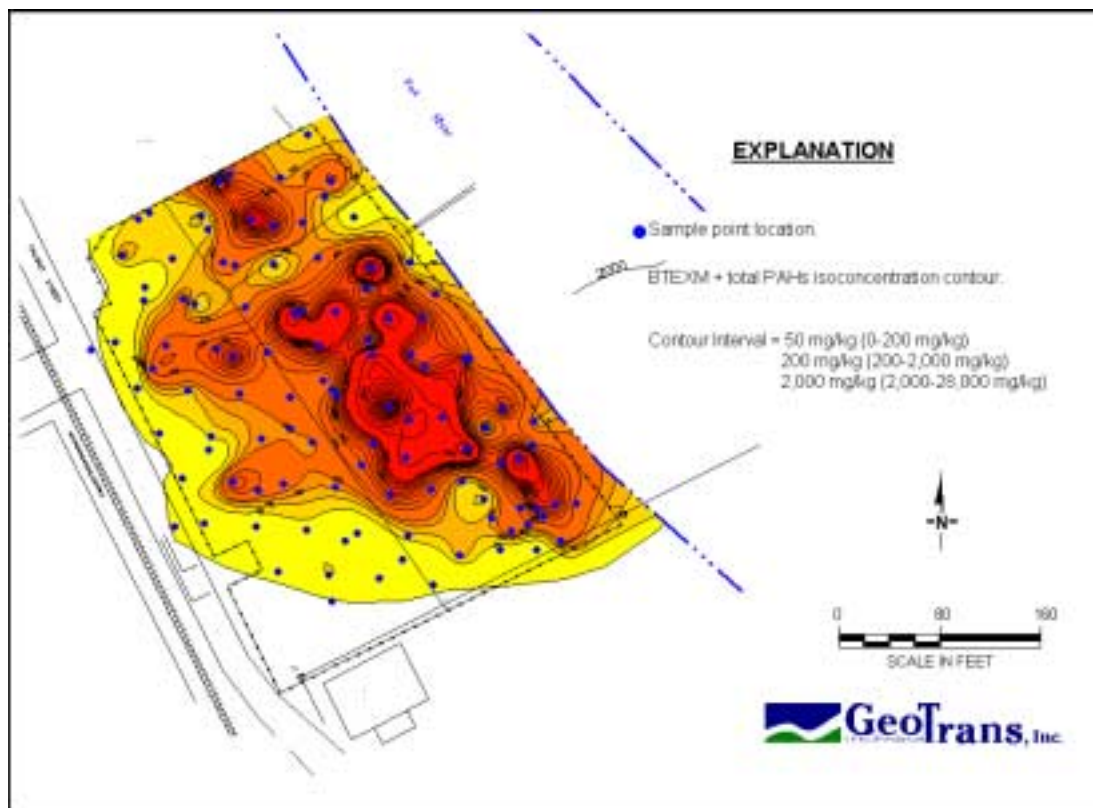 EXPLANATION
Sample point location.
2000
BTEXM + total PAHs isoconcentration contour.
Contour Interval = 50 mg/kg (0-200 mg/kg)
200 mg/kg (200-2,000 mg/kg)
2,000 mg/kg (2,000-28,000 mg/kg)
-N-
0 80 160
SCALE IN FEET
GeoTrans, Inc.